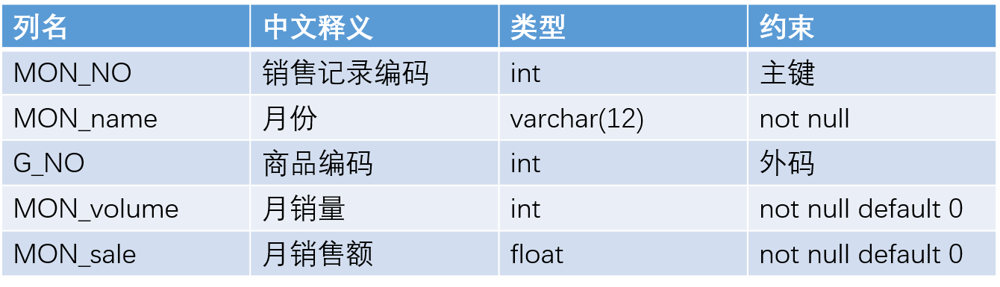 列名 中文释义 类型 约束
MON_NO 销售记录编码 int 主键
MON_name 月份 varchar(12) not null
G_NO 商品编码 int 外码
MON_volume 月销量 int not null default 0
MON_sale 月销售额 float not null default 0